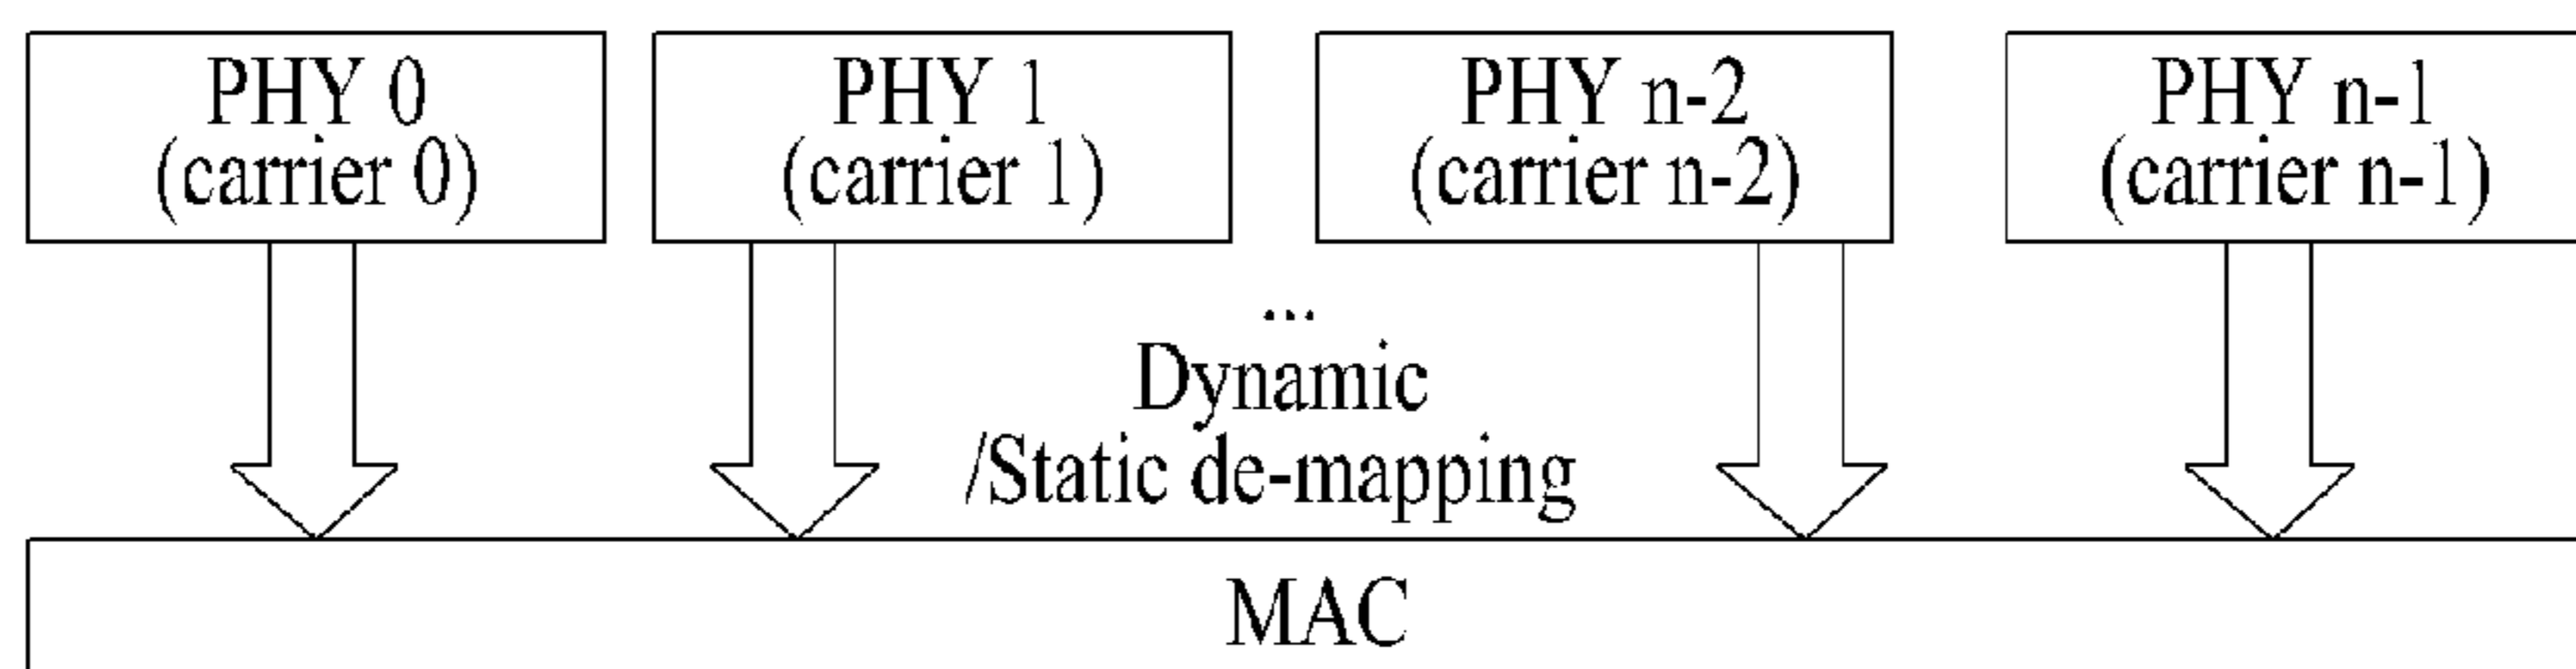 PHY 0
(carrier 0)
PHY 1
(carrier 1)
PHY n-2
(carrier n-2)
PHY n-1
(carrier n-1)
...
Dynamic
/Static de-mapping
MAC